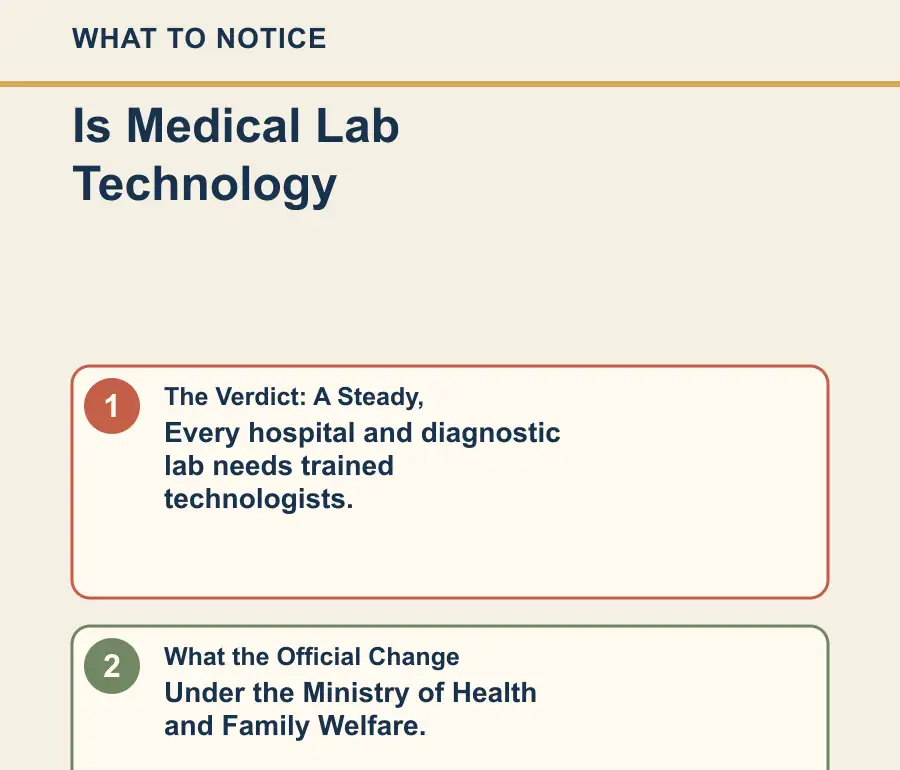 WHAT TO NOTICE
Is Medical Lab
Technology
1
The Verdict: A Steady,
Every hospital and diagnostic
lab needs trained
technologists.
2
What the Official Change
Under the Ministry of Health
and Family Welfare.